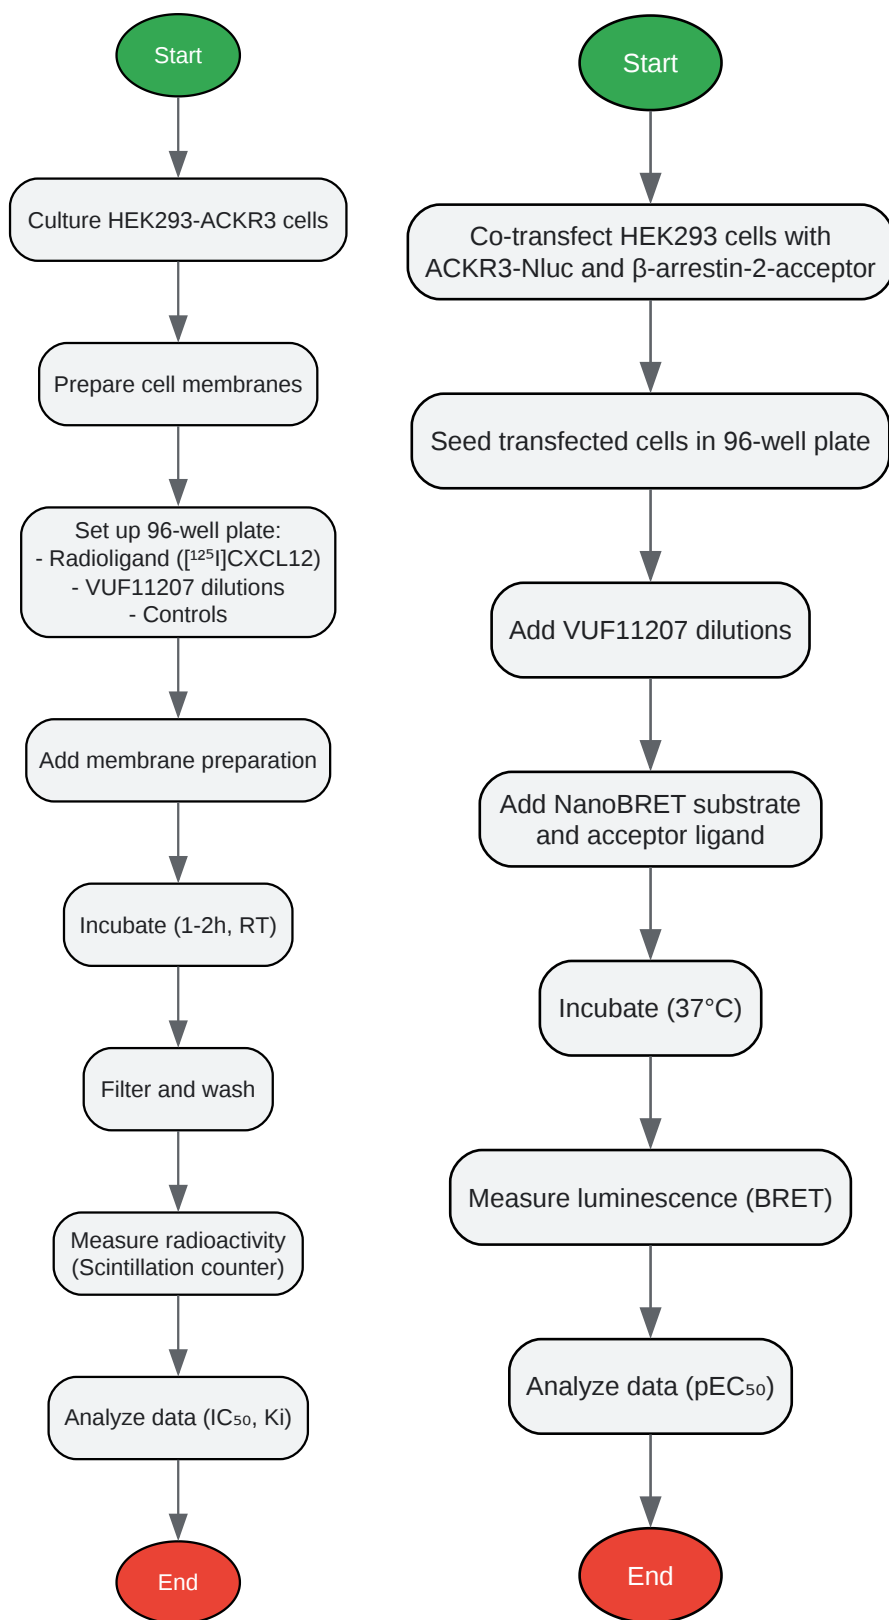 Start
Culture HEK293-ACKR3 cells
Prepare cell membranes
Set up 96-well plate:
- Radioligand ([¹²⁵I]CXCL12)
- VUF11207 dilutions
- Controls
Add membrane preparation
Incubate (1-2h, RT)
Filter and wash
Measure radioactivity
(Scintillation counter)
Analyze data (IC₅₀, Ki)
End
Start
Co-transfect HEK293 cells with
ACKR3-Nluc and β-arrestin-2-acceptor
Seed transfected cells in 96-well plate
Add VUF11207 dilutions
Add NanoBRET substrate
and acceptor ligand
Incubate (37°C)
Measure luminescence (BRET)
Analyze data (pEC₅₀)
End